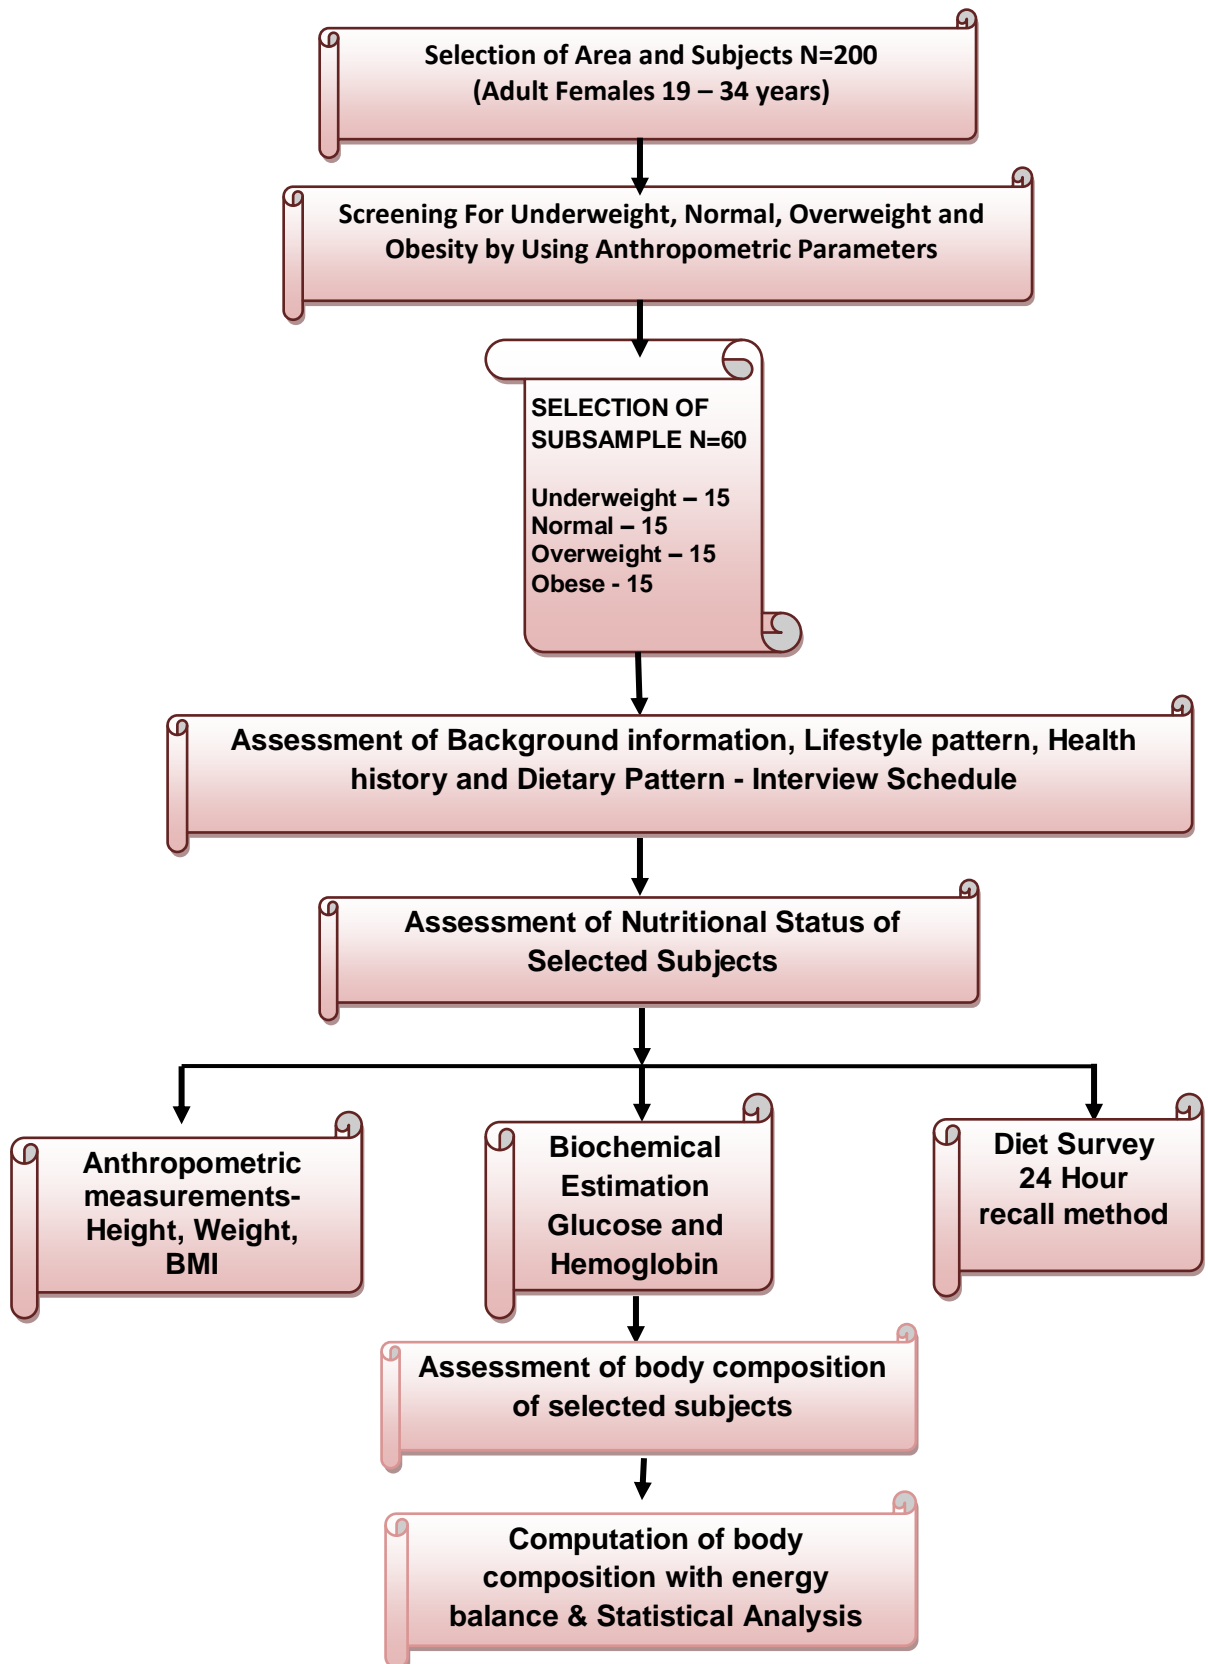 Selection of Area and Subjects N=200
(Adult Females 19 – 34 years)
Screening For Underweight, Normal, Overweight and
Obesity by Using Anthropometric Parameters
SELECTION OF
SUBSAMPLE N=60
Underweight – 15
Normal – 15
Overweight – 15
Obese - 15
Assessment of Background information, Lifestyle pattern, Health
history and Dietary Pattern - Interview Schedule
Assessment of Nutritional Status of
Selected Subjects
Anthropometric
measurements-
Height, Weight,
BMI
Biochemical
Estimation
Glucose and
Hemoglobin
Diet Survey
24 Hour
recall method
Assessment of body composition
of selected subjects
Computation of body
composition with energy
balance & Statistical Analysis